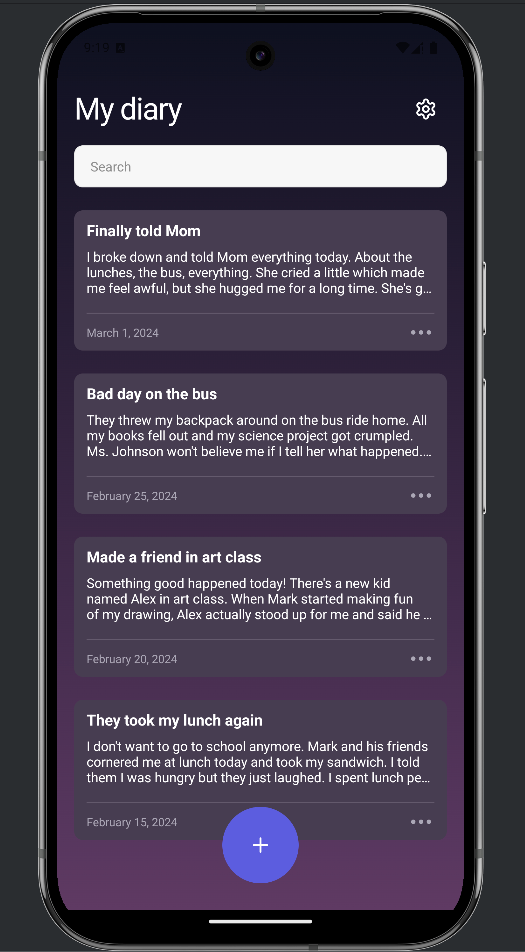 9:19
My diary
Search
Finally told Mom
I broke down and told Mom everything today. About the
lunches, the bus, everything. She cried a little which made
me feel awful, but she hugged me for a long time. She's g...
March 1, 2024
Bad day on the bus
They threw my backpack around on the bus ride home. All
my books fell out and my science project got crumpled.
Ms. Johnson won't believe me if I tell her what happened....
February 25, 2024
Made a friend in art class
Something good happened today! There's a new kid
named Alex in art class. When Mark started making fun
of my drawing, Alex actually stood up for me and said he ...
February 20, 2024
They took my lunch again
I don't want to go to school anymore. Mark and his friends
cornered me at lunch today and took my sandwich. I told
them I was hungry but they just laughed. I spent lunch pe...
February 15, 2024